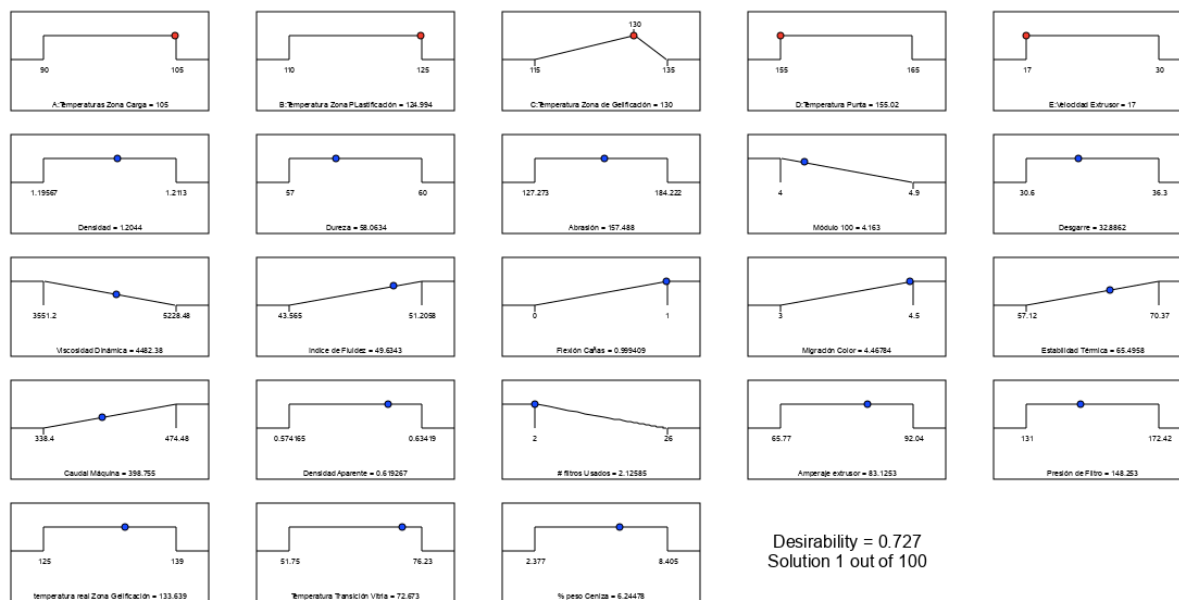 90 105
A:Temperaturas Zona Carga = 105
110 125
B:Temperatura Zona PLastificación = 124.994
130
115 135
C:Temperatura Zona de Gelificación = 130
155 165
D:Temperatura Punta = 155.02
17 30
E:Velocidad Extrusor = 17
1.19567 1.2113
Densidad = 1.2044
57 60
Dureza = 58.0634
127.273 184.222
Abrasión = 157.488
4 4.9
Módulo 100 = 4.163
30.6 36.3
Desgarre = 32.8862
3551.2 5228.48
Viscosidad Dinámica = 4482.38
43.565 51.2058
Indice de Fluidez = 49.6343
0 1
Flexión Cañas = 0.999409
3 4.5
Migración Color = 4.46784
57.12 70.37
Estabilidad Térmica = 65.4958
338.4 474.48
Caudal Máquina = 398.755
0.574165 0.63419
Densidad Aparente = 0.619267
2 26
# filtros Usados = 2.12585
65.77 92.04
Amperaje extrusor = 83.1253
131 172.42
Presión de Filtro = 148.253
125 139
temperatura real Zona Gelificación = 133.639
51.75 76.23
Temperatura Transición Vitria = 72.673
2.377 8.405
% peso Ceniza = 6.24478
Desirability = 0.727
Solution 1 out of 100